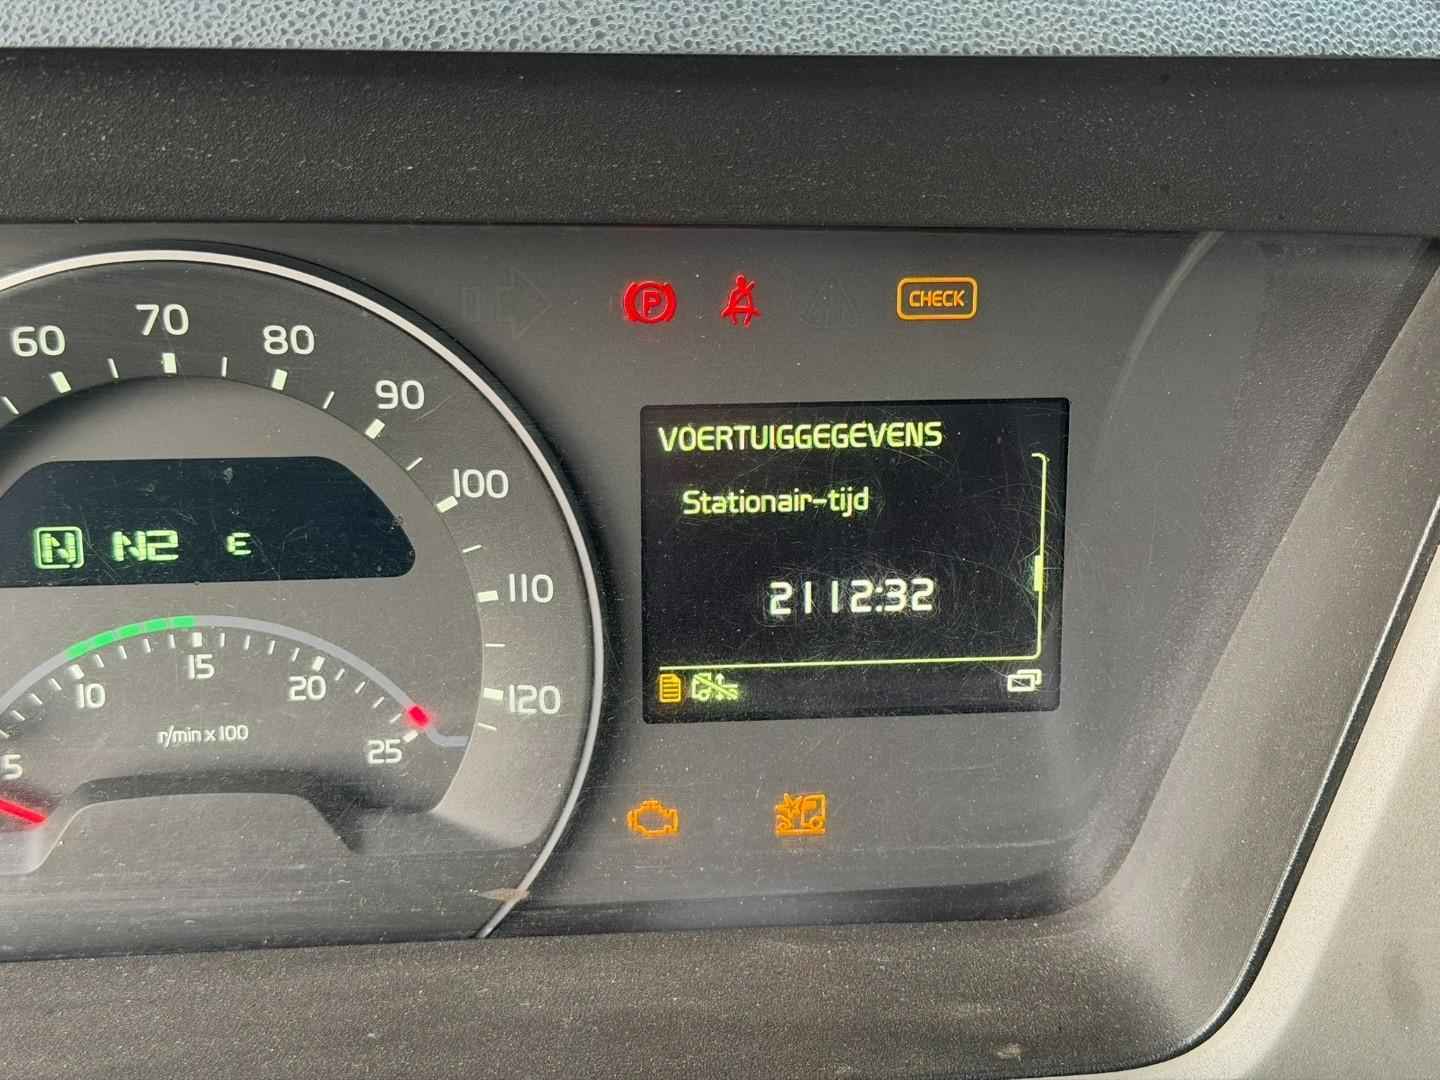 60
70
80
90
100
110
120
N N2 E
5
10
15
20
25
r/min x 100
P
CHECK
VOERTUIGGEGEVENS
Stationair-tijd
2112:32